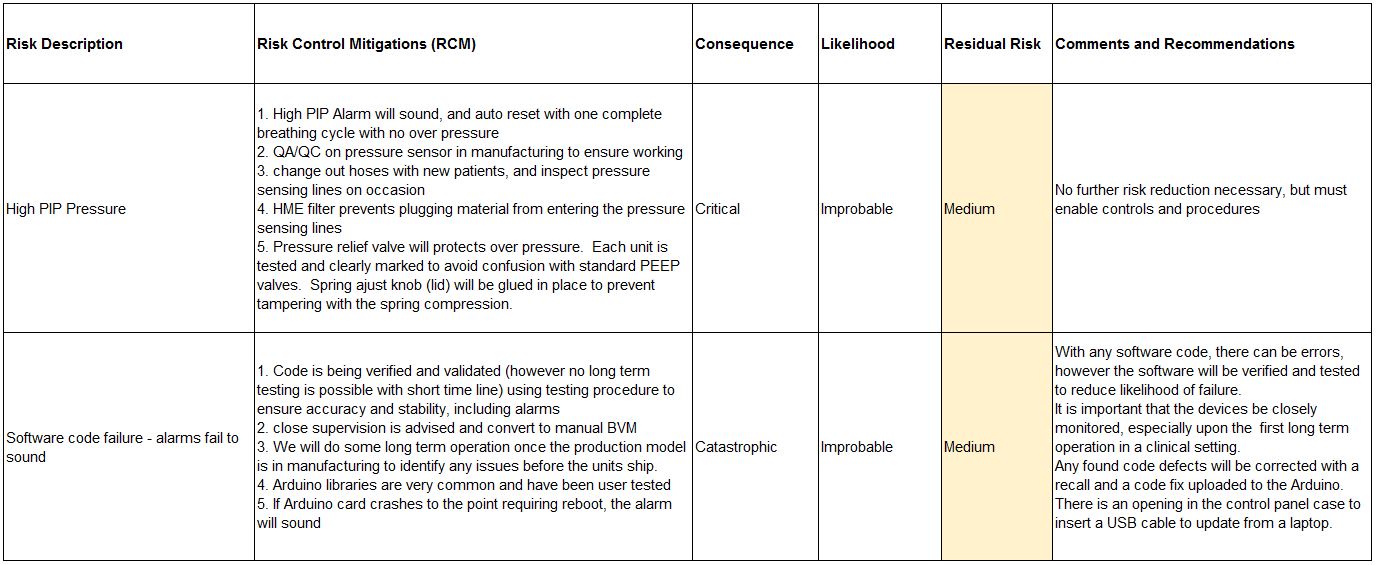 Risk Description
Risk Control Mitigations (RCM)
Consequence
Likelihood
Residual Risk
Comments and Recommendations
High PIP Pressure
1. High PIP Alarm will sound, and auto reset with one complete
breathing cycle with no over pressure
2. QA/QC on pressure sensor in manufacturing to ensure working
3. change out hoses with new patients, and inspect pressure
sensing lines on occasion
4. HME filter prevents plugging material from entering the pressure
sensing lines
5. Pressure relief valve will protects over pressure.  Each unit is
tested and clearly marked to avoid confusion with standard PEEP
valves.  Spring ajust knob (lid) will be glued in place to prevent
tampering with the spring compression.
Critical
Improbable
Medium
No further risk reduction necessary, but must
enable controls and procedures
Software code failure - alarms fail to
sound
1. Code is being verified and validated (however no long term
testing is possible with short time line) using testing procedure to
ensure accuracy and stability, including alarms
2. close supervision is advised and convert to manual BVM
3. We will do some long term operation once the production model
is in manufacturing to identify any issues before the units ship.
4. Arduino libraries are very common and have been user tested
5. If Arduino card crashes to the point requiring reboot, the alarm
will sound
Catastrophic
Improbable
Medium
With any software code, there can be errors,
however the software will be verified and tested
to reduce likelihood of failure.
It is important that the devices be closely
monitored, especially upon the  first long term
operation in a clinical setting.
Any found code defects will be corrected with a
recall and a code fix uploaded to the Arduino.
There is an opening in the control panel case to
insert a USB cable to update from a laptop.